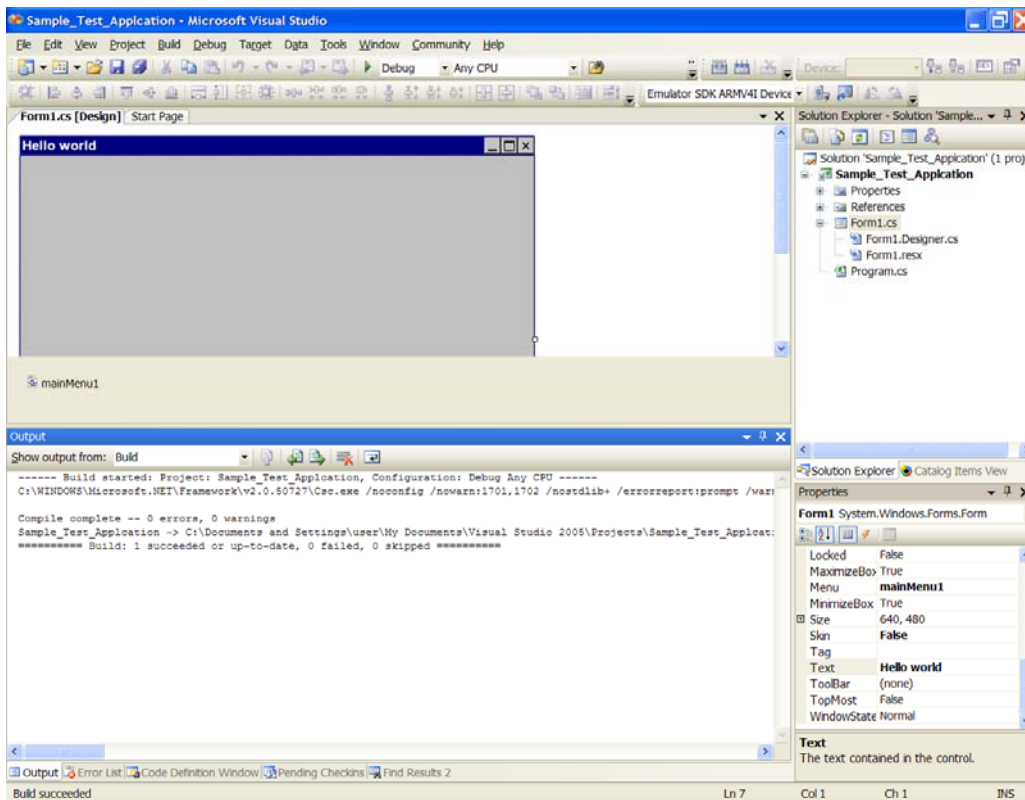 Sample_Test_Applcation - Microsoft Visual Studio
File Edit View Project Build Debug Target Data Tools Window Community Help
Debug Any CPU Device:
Emulator SDK ARMV4I Device
Form1.cs [Design] Start Page
Hello world
mainMenu1
Solution Explorer - Solution 'Sample...
Solution 'Sample_Test_Applcation' (1 proj
Sample_Test_Applcation
Properties
References
Form1.cs
Form1.Designer.cs
Form1.resx
Program.cs
Output
Show output from: Build
------ Build started: Project: Sample_Test_Applcation, Configuration: Debug Any CPU ------
C:\WINDOWS\Microsoft.NET\Framework\v2.0.50727\Csc.exe /noconfig /nowarn:1701,1702 /nostdlib+ /errorreport:prompt /war
Compile complete -- 0 errors, 0 warnings
Sample_Test_Applcation -> C:\Documents and Settings\user\My Documents\Visual Studio 2005\Projects\Sample_Test_Applcat
========== Build: 1 succeeded or up-to-date, 0 failed, 0 skipped ==========
Output Error List Code Definition Window Pending Checkins Find Results 2
Solution Explorer Catalog Items View
Properties
Form1 System.Windows.Forms.Form
Locked False
MaximizeBox True
Menu mainMenu1
MinimizeBox True
Size 640, 480
Skin False
Tag
Text Hello world
ToolBar (none)
TopMost False
WindowState Normal
Text
The text contained in the control.
Build succeeded Ln 7 Col 1 Ch 1 INS